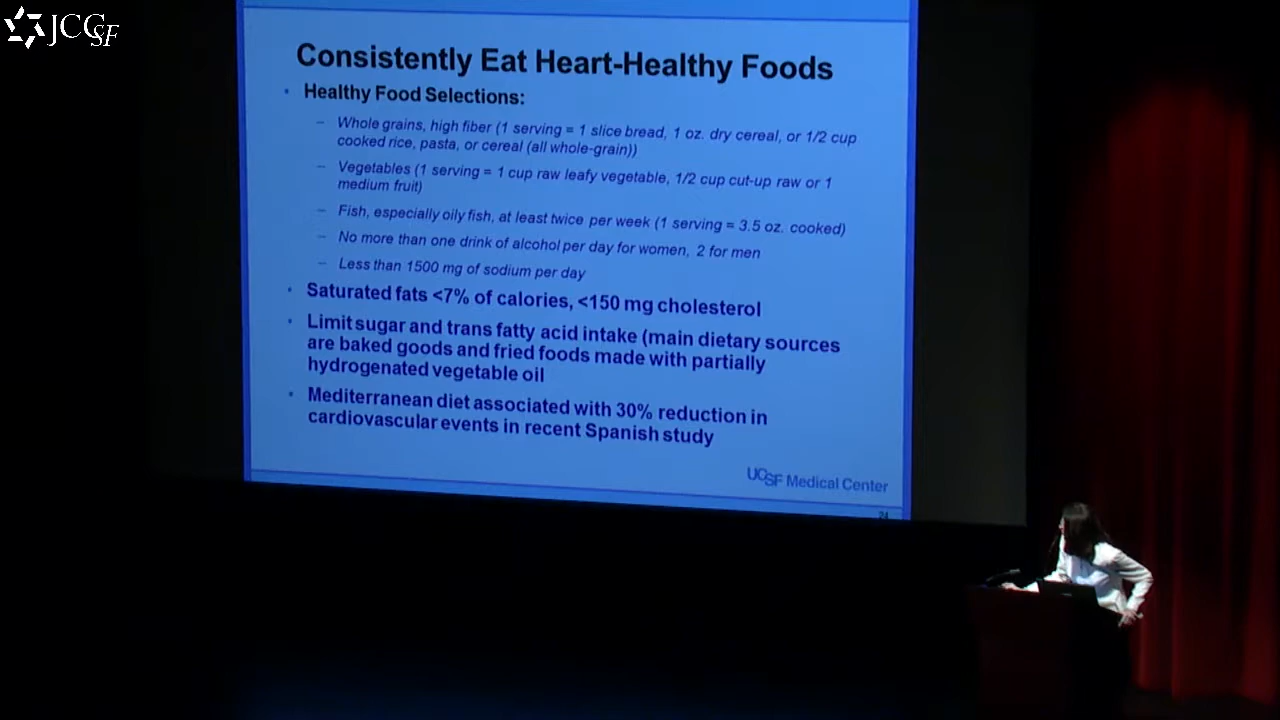 JCCSF
Consistently Eat Heart-Healthy Foods
• Healthy Food Selections:
– Whole grains, high fiber (1 serving = 1 slice bread, 1 oz. dry cereal, or 1/2 cup
cooked rice, pasta, or cereal (all whole-grain))
– Vegetables (1 serving = 1 cup raw leafy vegetable, 1/2 cup cut-up raw or 1
medium fruit)
– Fish, especially oily fish, at least twice per week (1 serving = 3.5 oz. cooked)
– No more than one drink of alcohol per day for women, 2 for men
– Less than 1500 mg of sodium per day
• Saturated fats <7% of calories, <150 mg cholesterol
• Limit sugar and trans fatty acid intake (main dietary sources
are baked goods and fried foods made with partially
hydrogenated vegetable oil
• Mediterranean diet associated with 30% reduction in
cardiovascular events in recent Spanish study
UCSF Medical Center
24